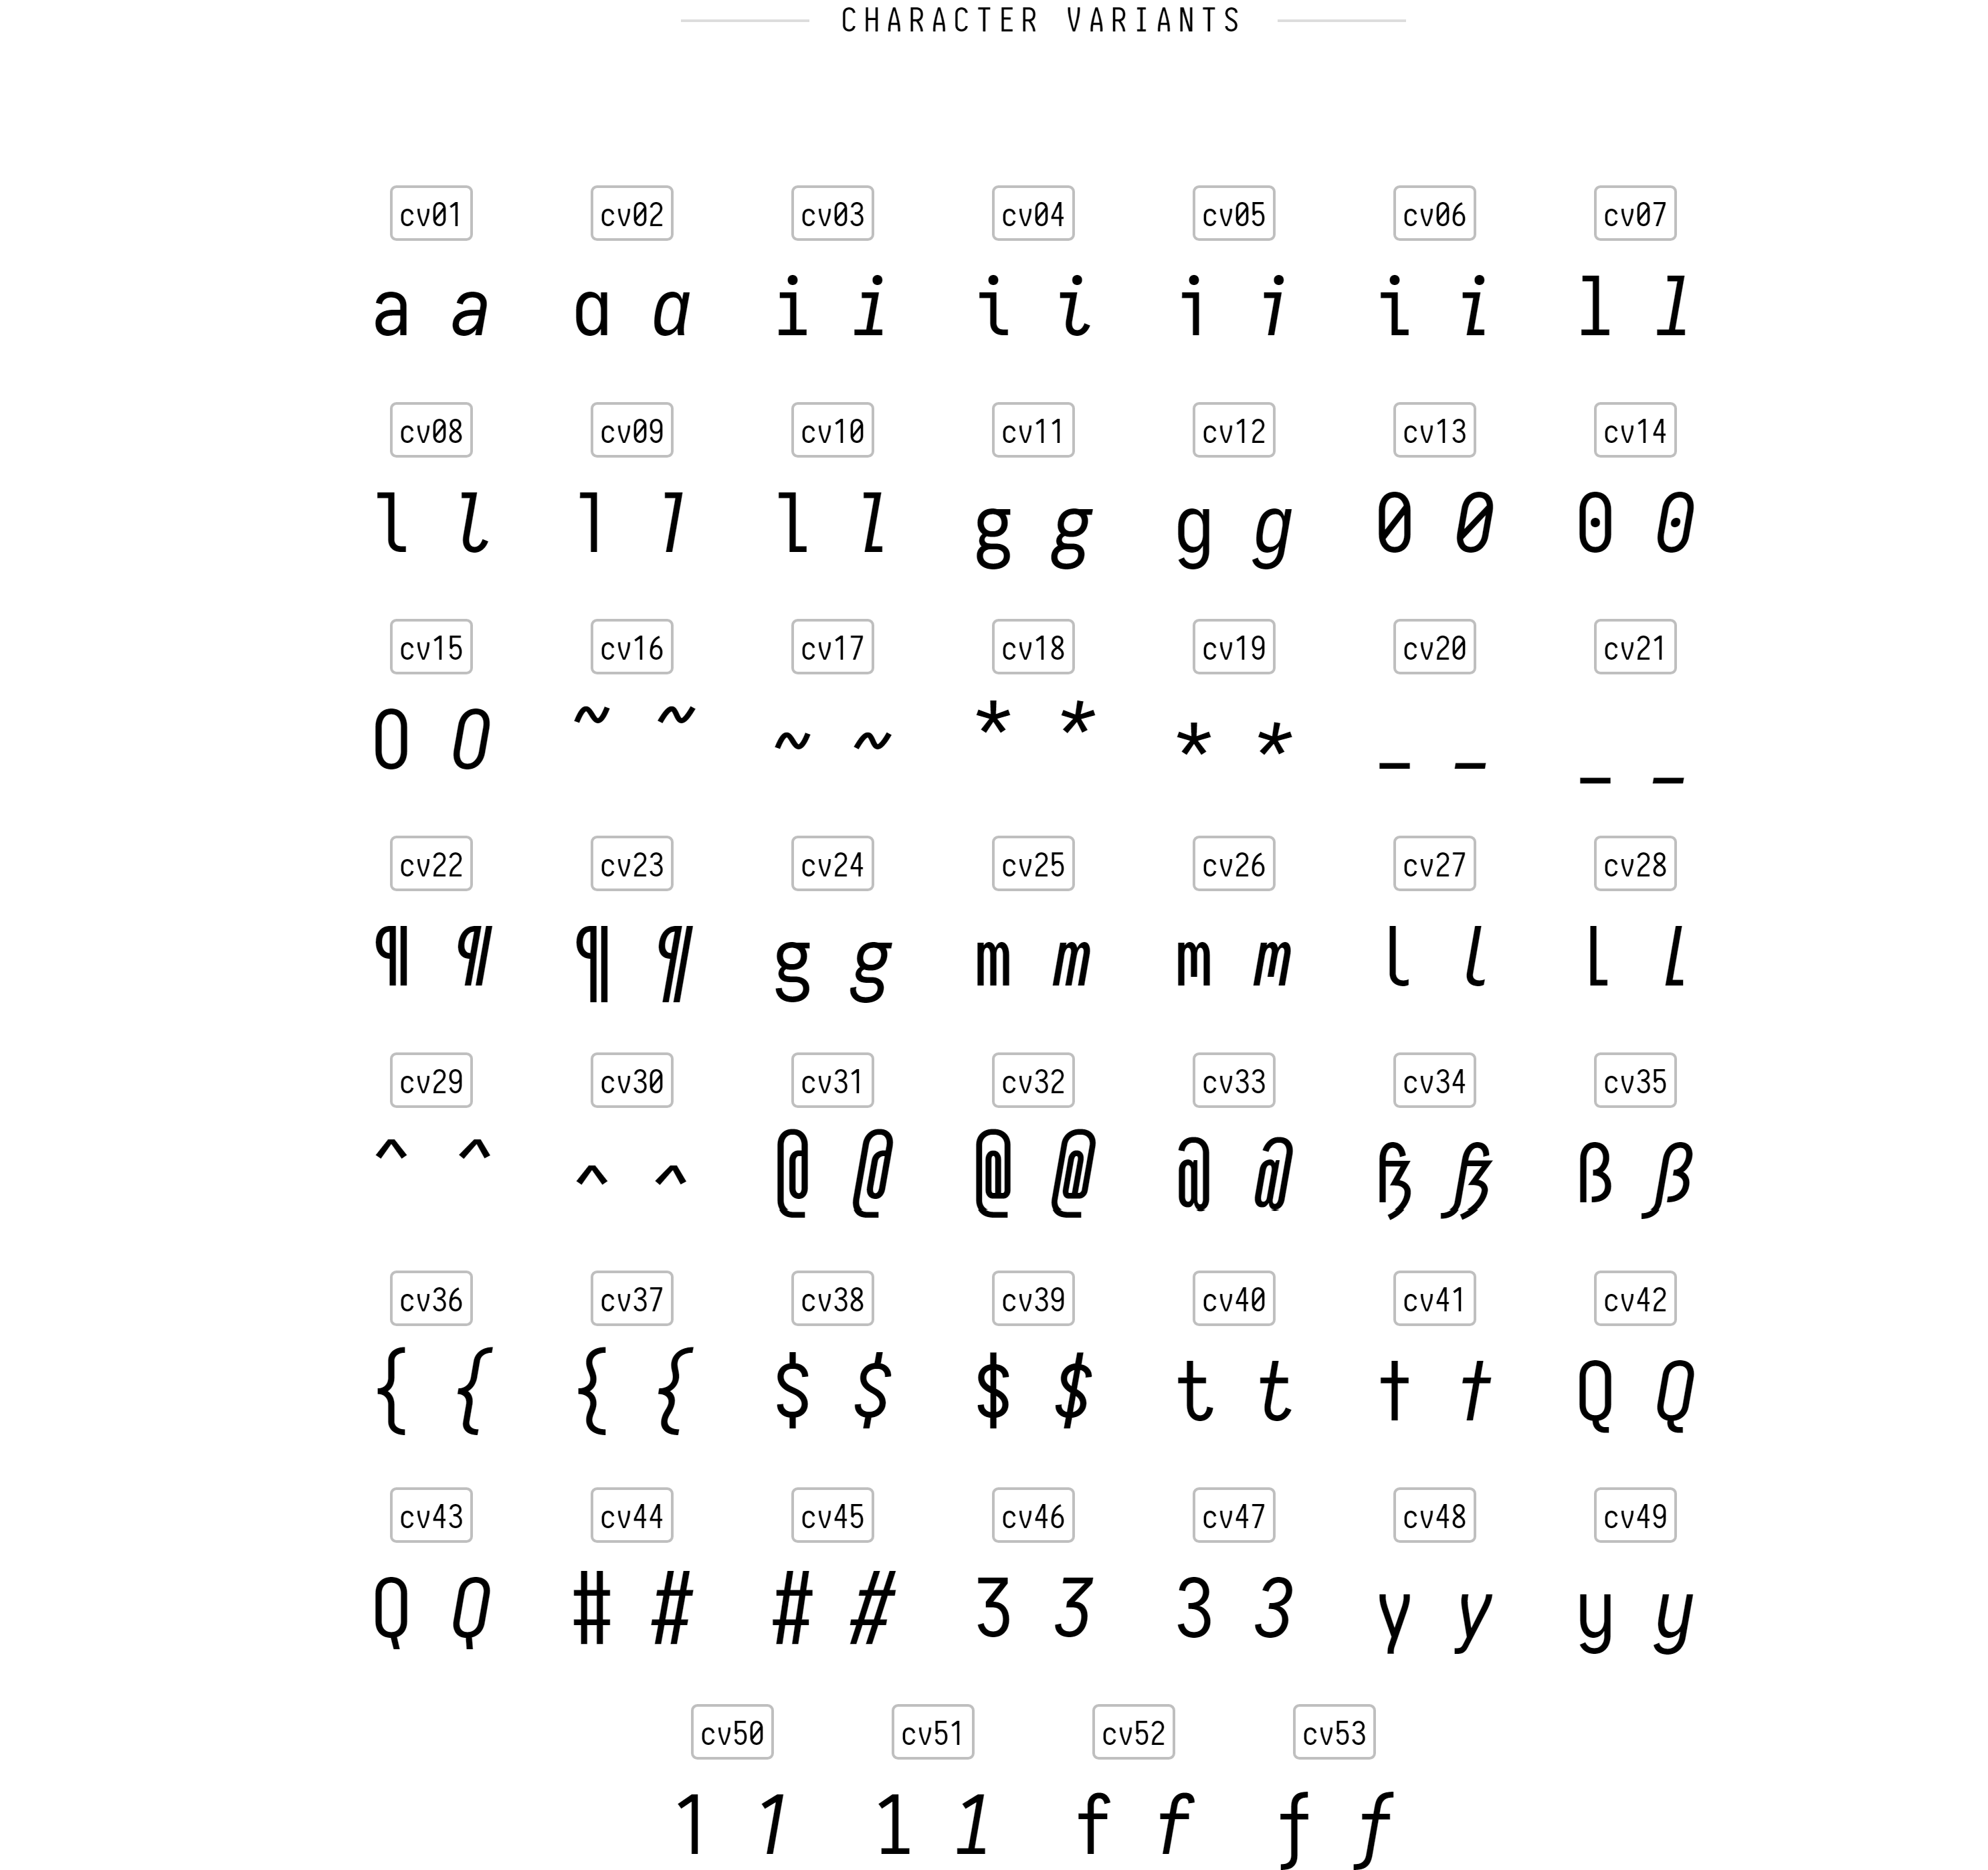 CHARACTER VARIANTS
cv01 cv02 cv03 cv04 cv05 cv06 cv07
a a a a i i i i i i i i l l
cv08 cv09 cv10 cv11 cv12 cv13 cv14
l l l l l l g g g g 0 0 0 0
cv15 cv16 cv17 cv18 cv19 cv20 cv21
0 0 ~ ~ ~ ~ * * * * _ _ _ _
cv22 cv23 cv24 cv25 cv26 cv27 cv28
¶ ¶ ¶ ¶ g g m m m m l l l l
cv29 cv30 cv31 cv32 cv33 cv34 cv35
^ ^ ^ ^ @ @ @ @ @ @ ß ß ß ß
cv36 cv37 cv38 cv39 cv40 cv41 cv42
{ { { { $ $ $ $ t t t t Q Q
cv43 cv44 cv45 cv46 cv47 cv48 cv49
Q Q # # # # 3 3 3 3 y y y y
cv50 cv51 cv52 cv53
1 1 1 1 f f f f